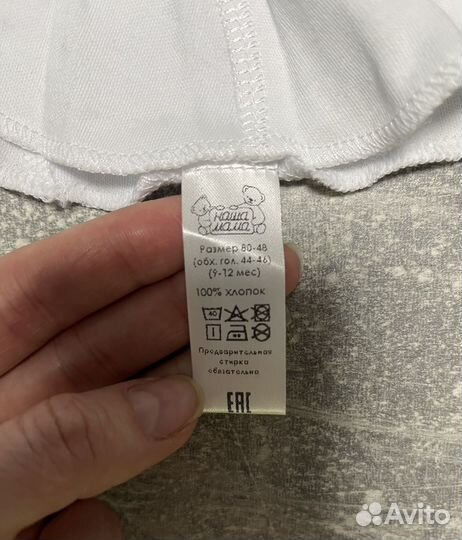 наша
мама
Размер 80-48
(обх. гол. 44-46)
(9-12 мес)
100% ХЛОПОК
40
Предварительная
стирка
обязательна
EAC
Avito